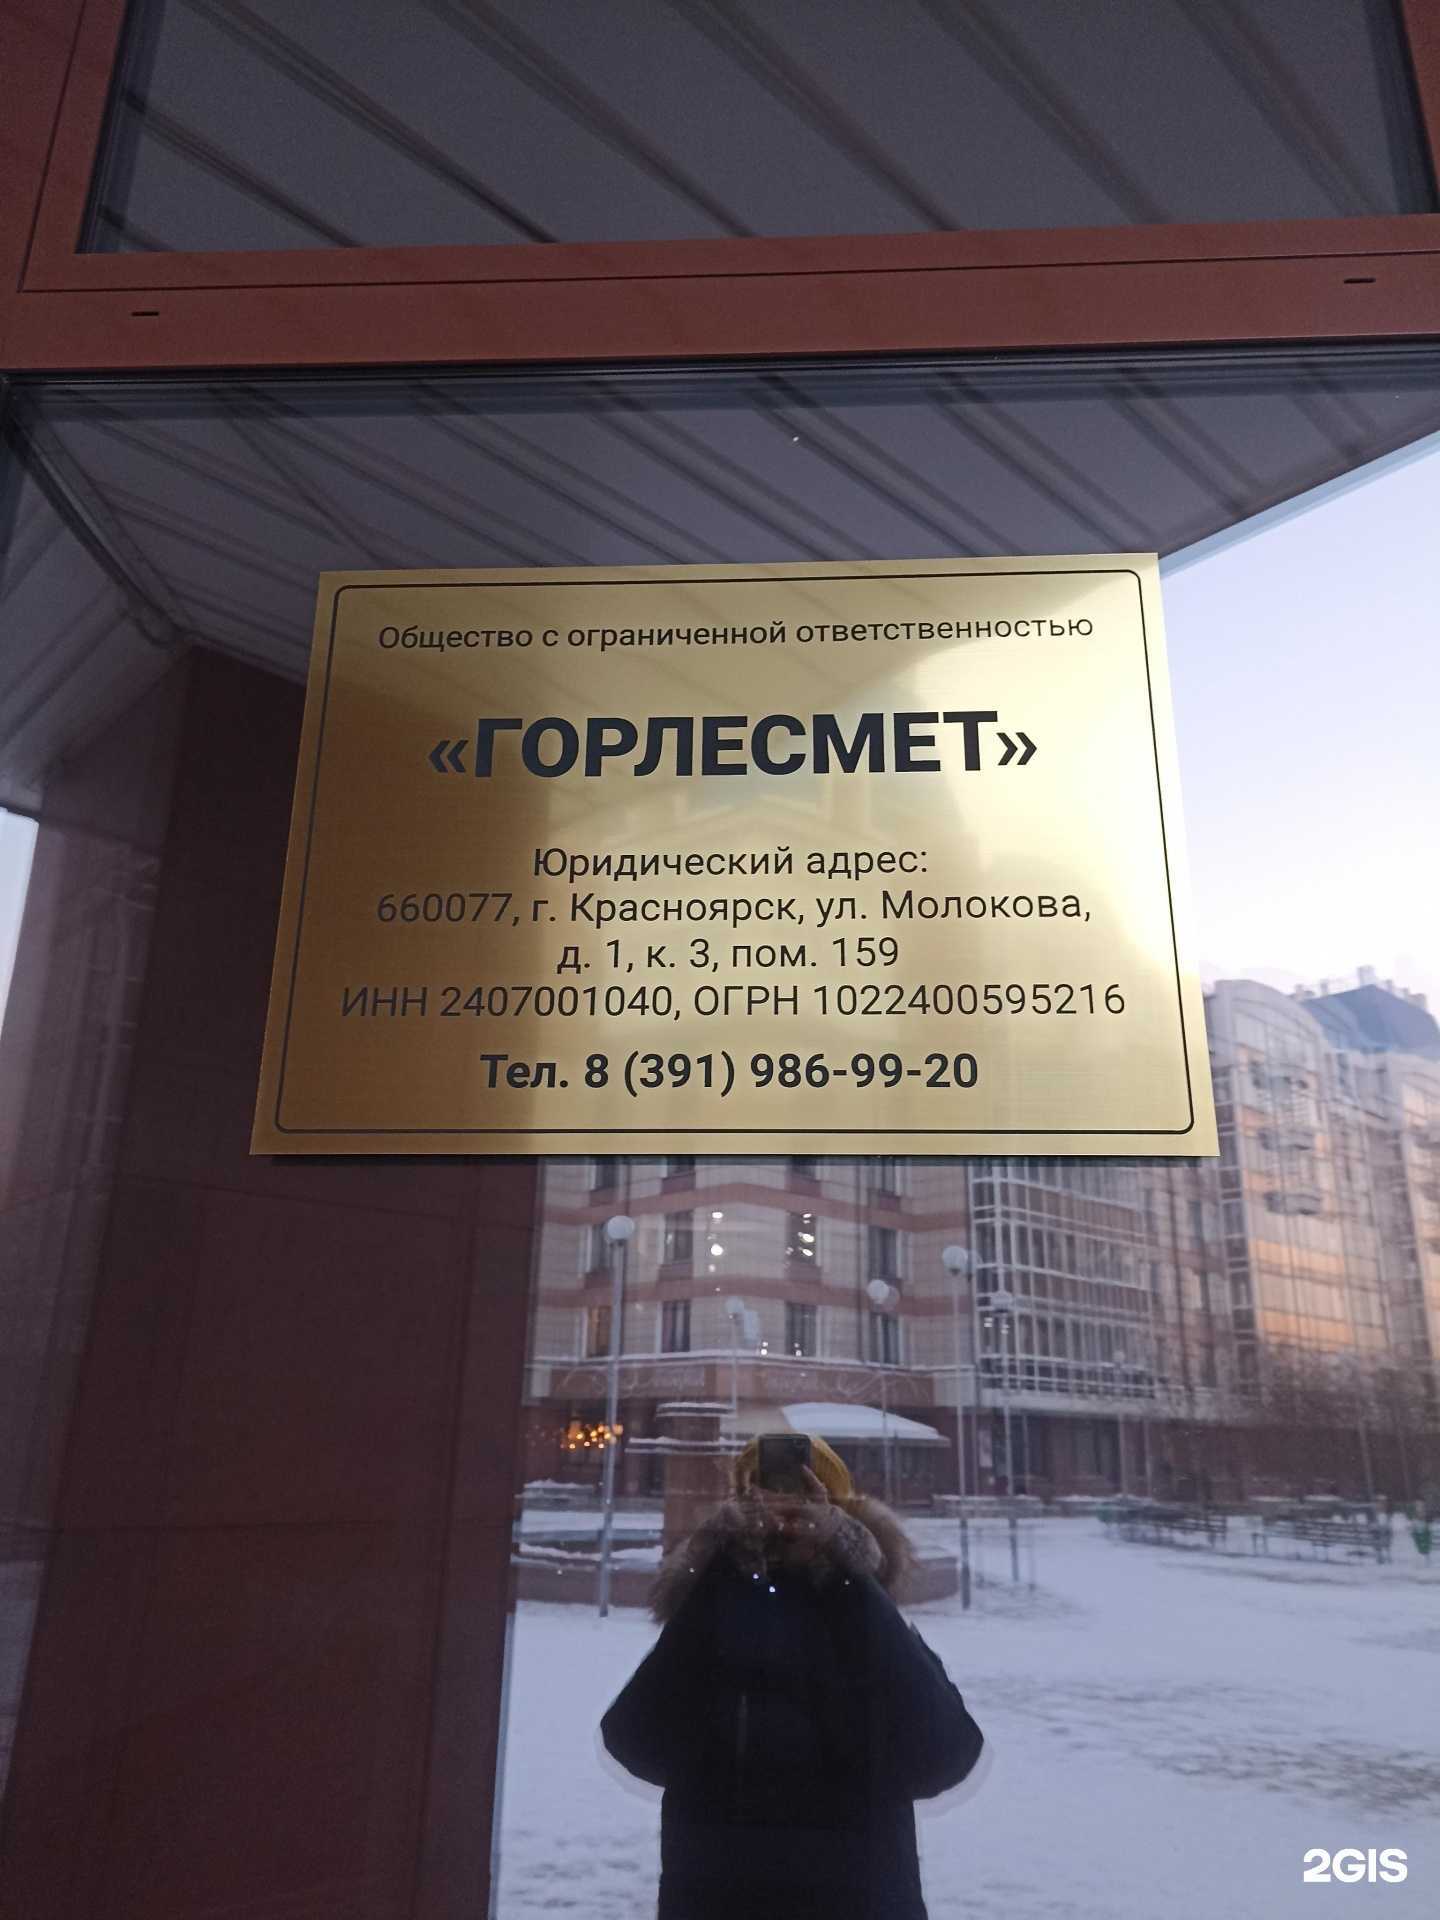 Общество с ограниченной ответственностью
«ГОРЛЕСМЕТ»
Юридический адрес:
660077, г. Красноярск, ул. Молокова,
д. 1, к. 3, пом. 159
ИНН 2407001040, ОГРН 1022400595216
Тел. 8 (391) 986-99-20
2GIS